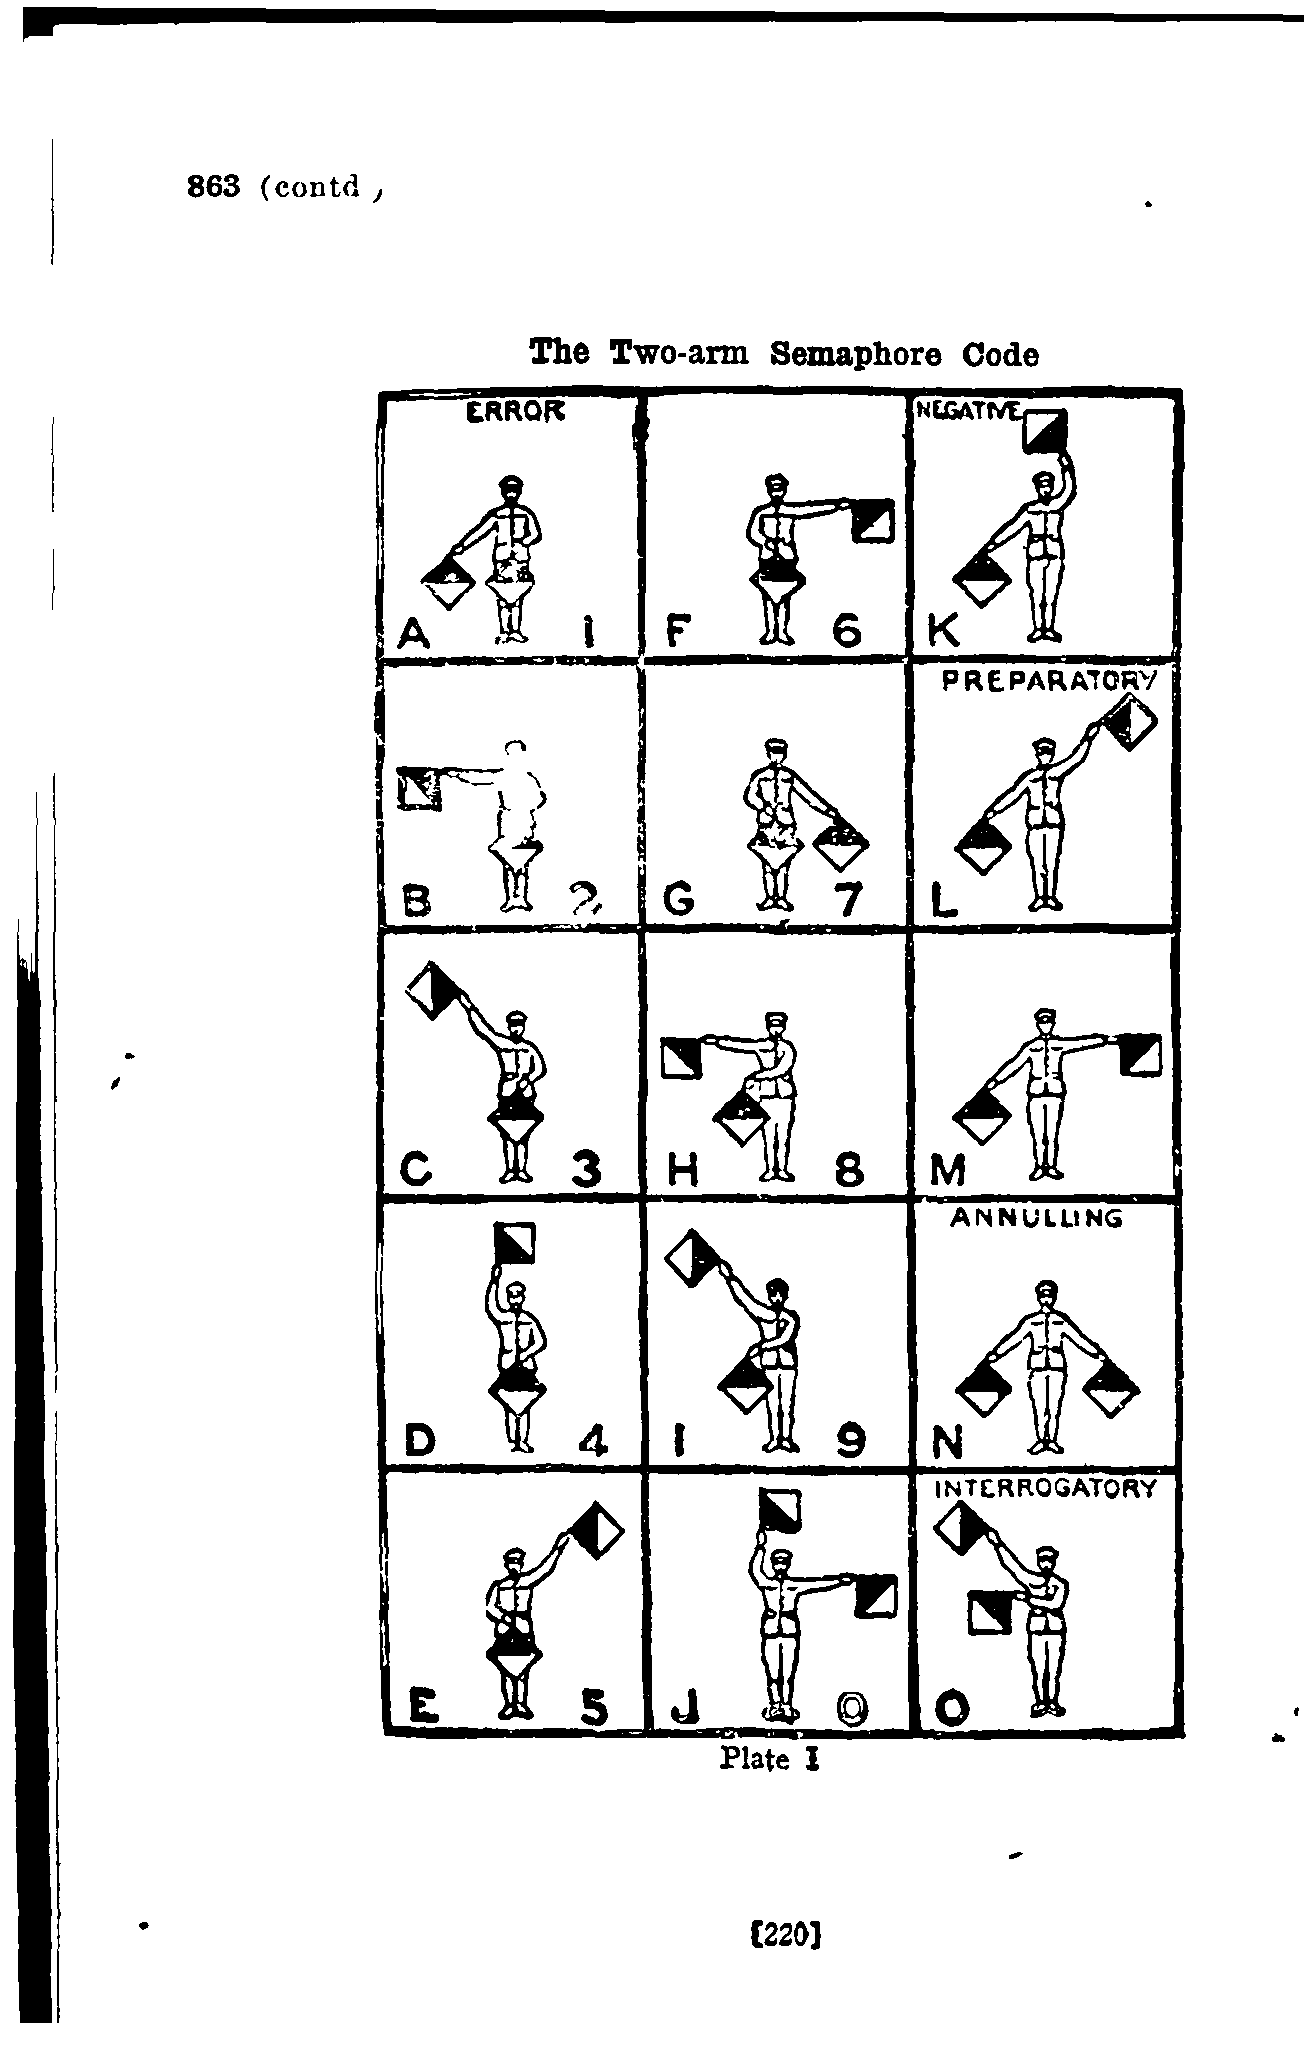 863 (contd ,
The Two-arm Semaphore Code
ERROR
NEGATIVE
A 1 F 6 K
PREPARATORY
B 2 G 7 L
C 3 H 8 M
ANNULLING
D 4 I 9 N
INTERROGATORY
E 5 J 0 O
Plate I
[220]